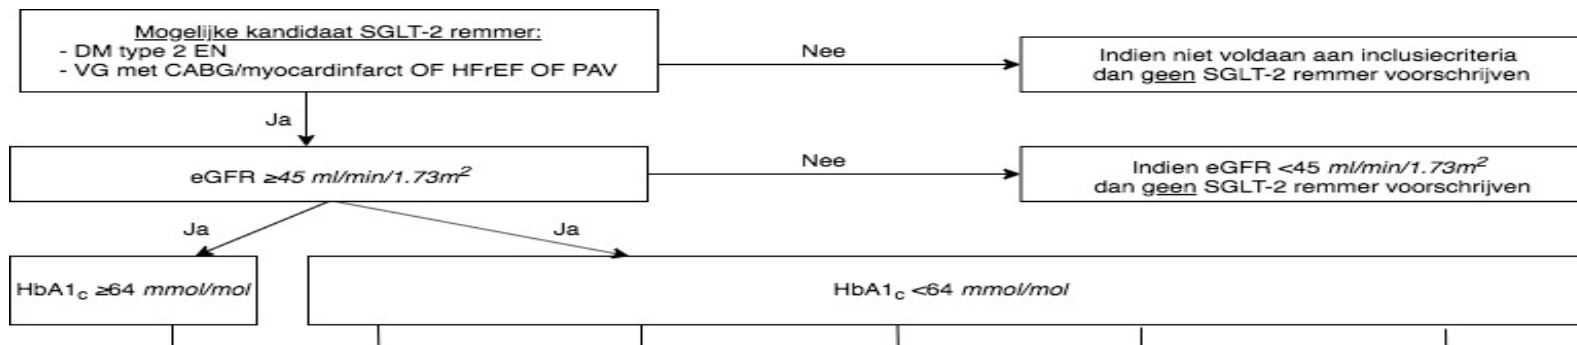 Mogelijke kandidaat SGLT-2 remmer:
- DM type 2 EN
- VG met CABG/myocardinfarct OF HFrEF OF PAV
Nee
Indien niet voldaan aan inclusiecriteria
dan geen SGLT-2 remmer voorschrijven
Ja
eGFR ≥45 ml/min/1.73m²
Nee
Indien eGFR <45 ml/min/1.73m²
dan geen SGLT-2 remmer voorschrijven
Ja
Ja
HbA1c ≥64 mmol/mol
HbA1c <64 mmol/mol